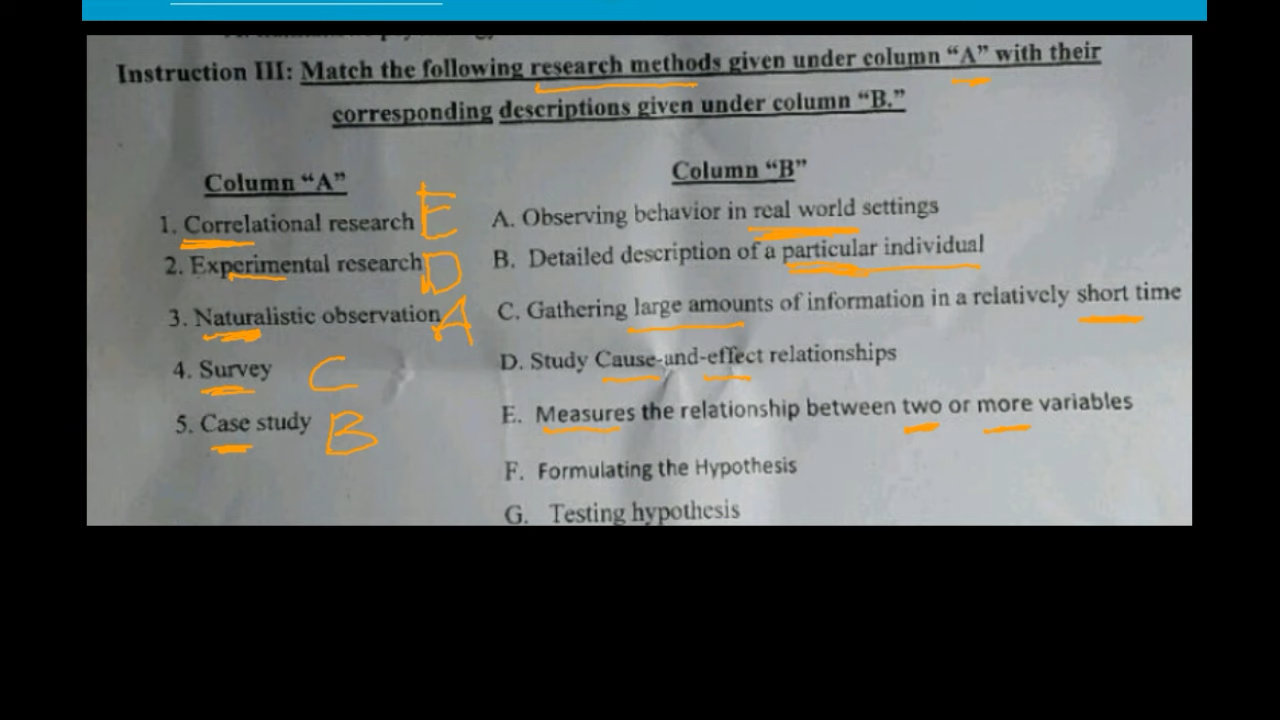 Instruction III: Match the following research methods given under column “A” with their
corresponding descriptions given under column “B.”
Column “A”
Column “B”
1. Correlational research E
A. Observing behavior in real world settings
2. Experimental research D
B. Detailed description of a particular individual
3. Naturalistic observation A
C. Gathering large amounts of information in a relatively short time
4. Survey C
D. Study Cause-and-effect relationships
5. Case study B
E. Measures the relationship between two or more variables
F. Formulating the Hypothesis
G. Testing hypothesis